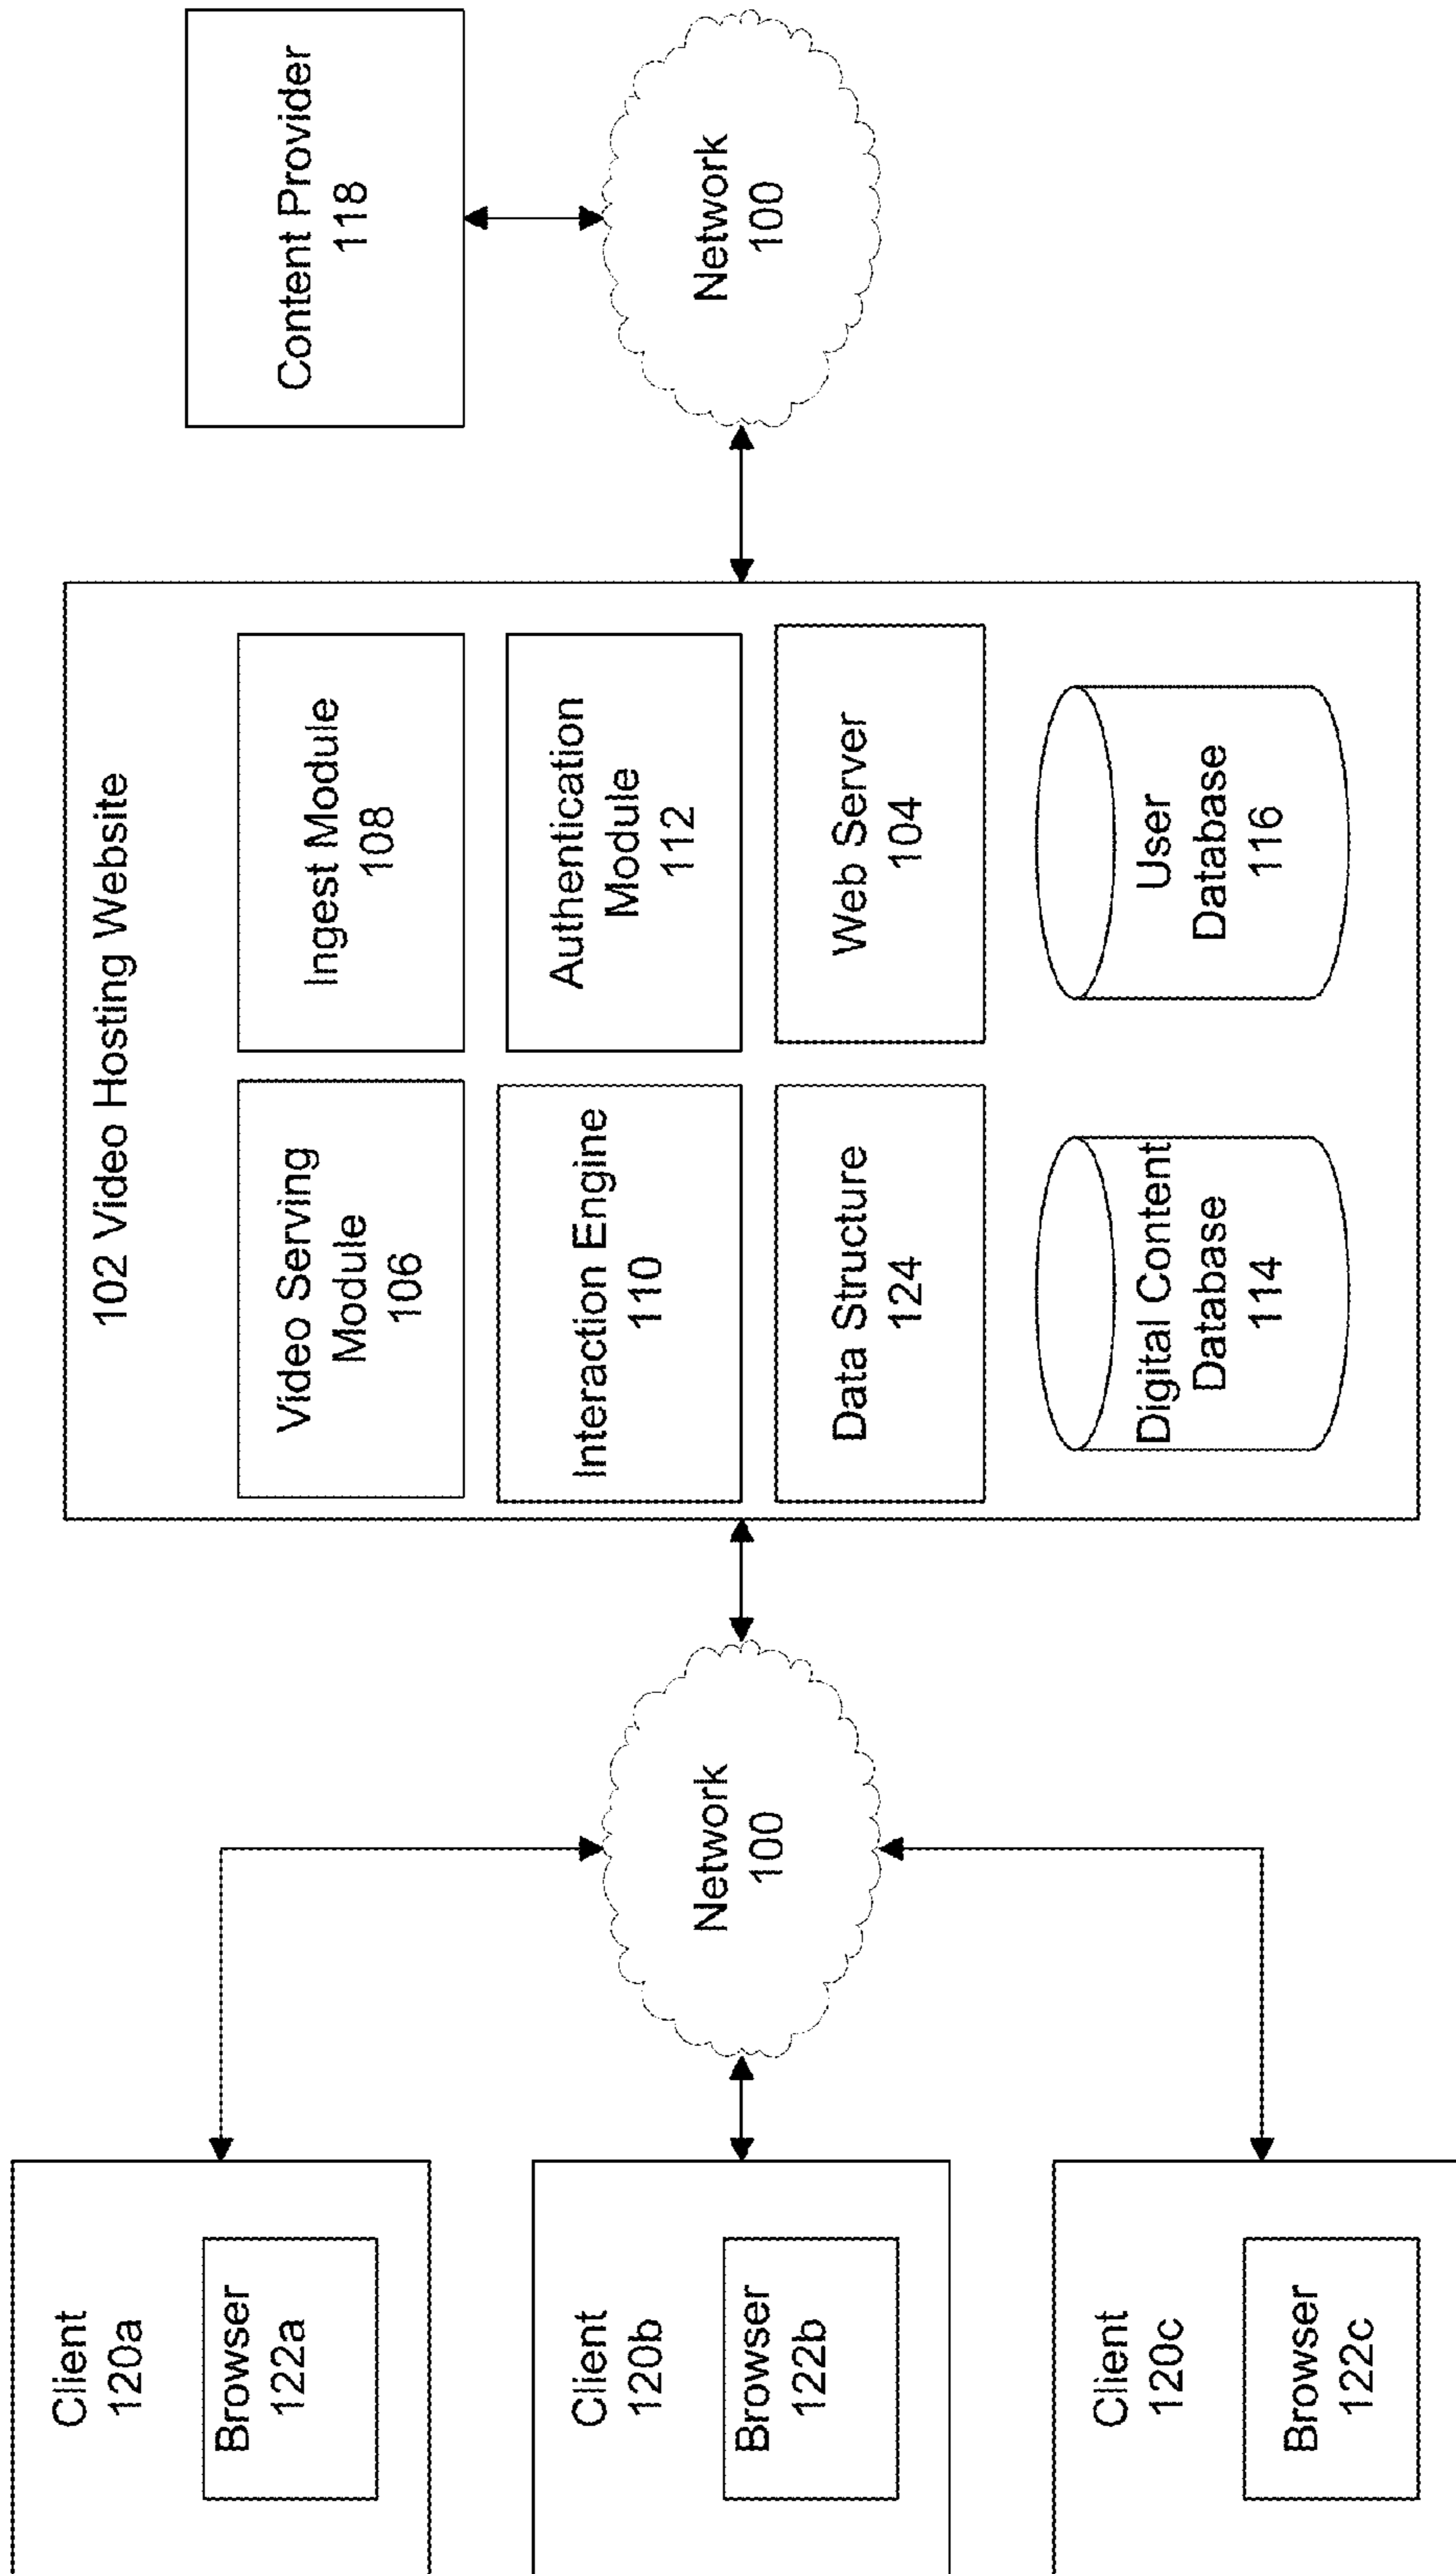 Client
120a
Browser
122a
Client
120b
Browser
122b
Client
120c
Browser
122c
Network
100
102 Video Hosting Website
Video Serving
Module
106
Ingest Module
108
Interaction Engine
110
Authentication
Module
112
Data Structure
124
Web Server
104
Digital Content
Database
114
User
Database
116
Content Provider
118
Network
100